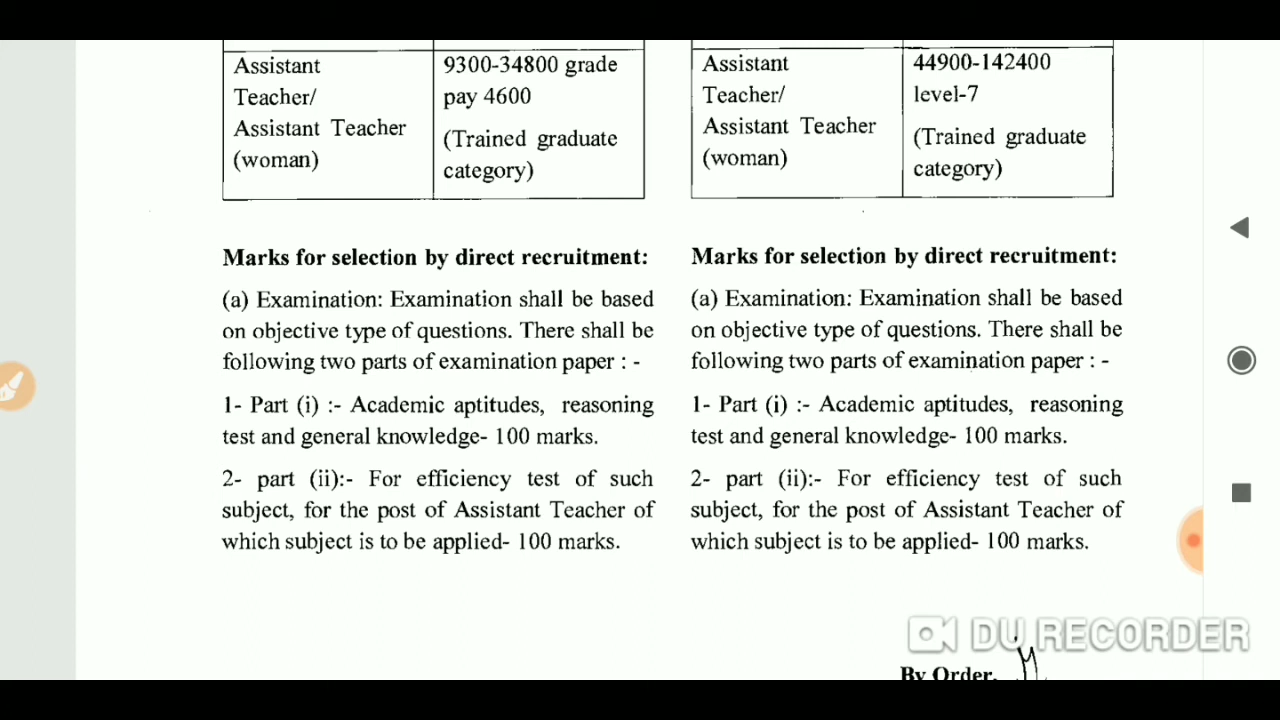 Assistant
Teacher/
Assistant Teacher
(woman)
9300-34800 grade
pay 4600
(Trained graduate
category)
Marks for selection by direct recruitment:
(a) Examination: Examination shall be based
on objective type of questions. There shall be
following two parts of examination paper : -
1- Part (i) :- Academic aptitudes, reasoning
test and general knowledge- 100 marks.
2- part (ii):- For efficiency test of such
subject, for the post of Assistant Teacher of
which subject is to be applied- 100 marks.
Assistant
Teacher/
Assistant Teacher
(woman)
44900-142400
level-7
(Trained graduate
category)
Marks for selection by direct recruitment:
(a) Examination: Examination shall be based
on objective type of questions. There shall be
following two parts of examination paper : -
1- Part (i) :- Academic aptitudes, reasoning
test and general knowledge- 100 marks.
2- part (ii):- For efficiency test of such
subject, for the post of Assistant Teacher of
which subject is to be applied- 100 marks.
DU RECORDER
By Order.